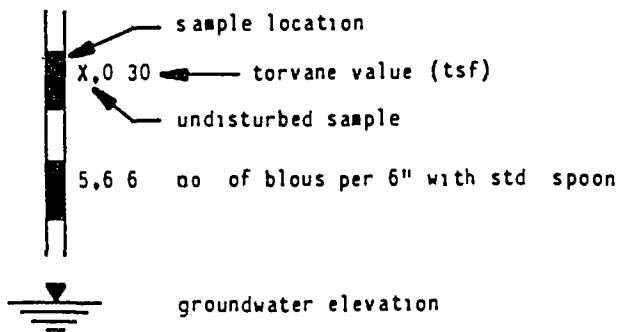 sample location
X,0 30 torvane value (tsf)
undisturbed sample
5,6 6 no of blous per 6" with std spoon
groundwater elevation